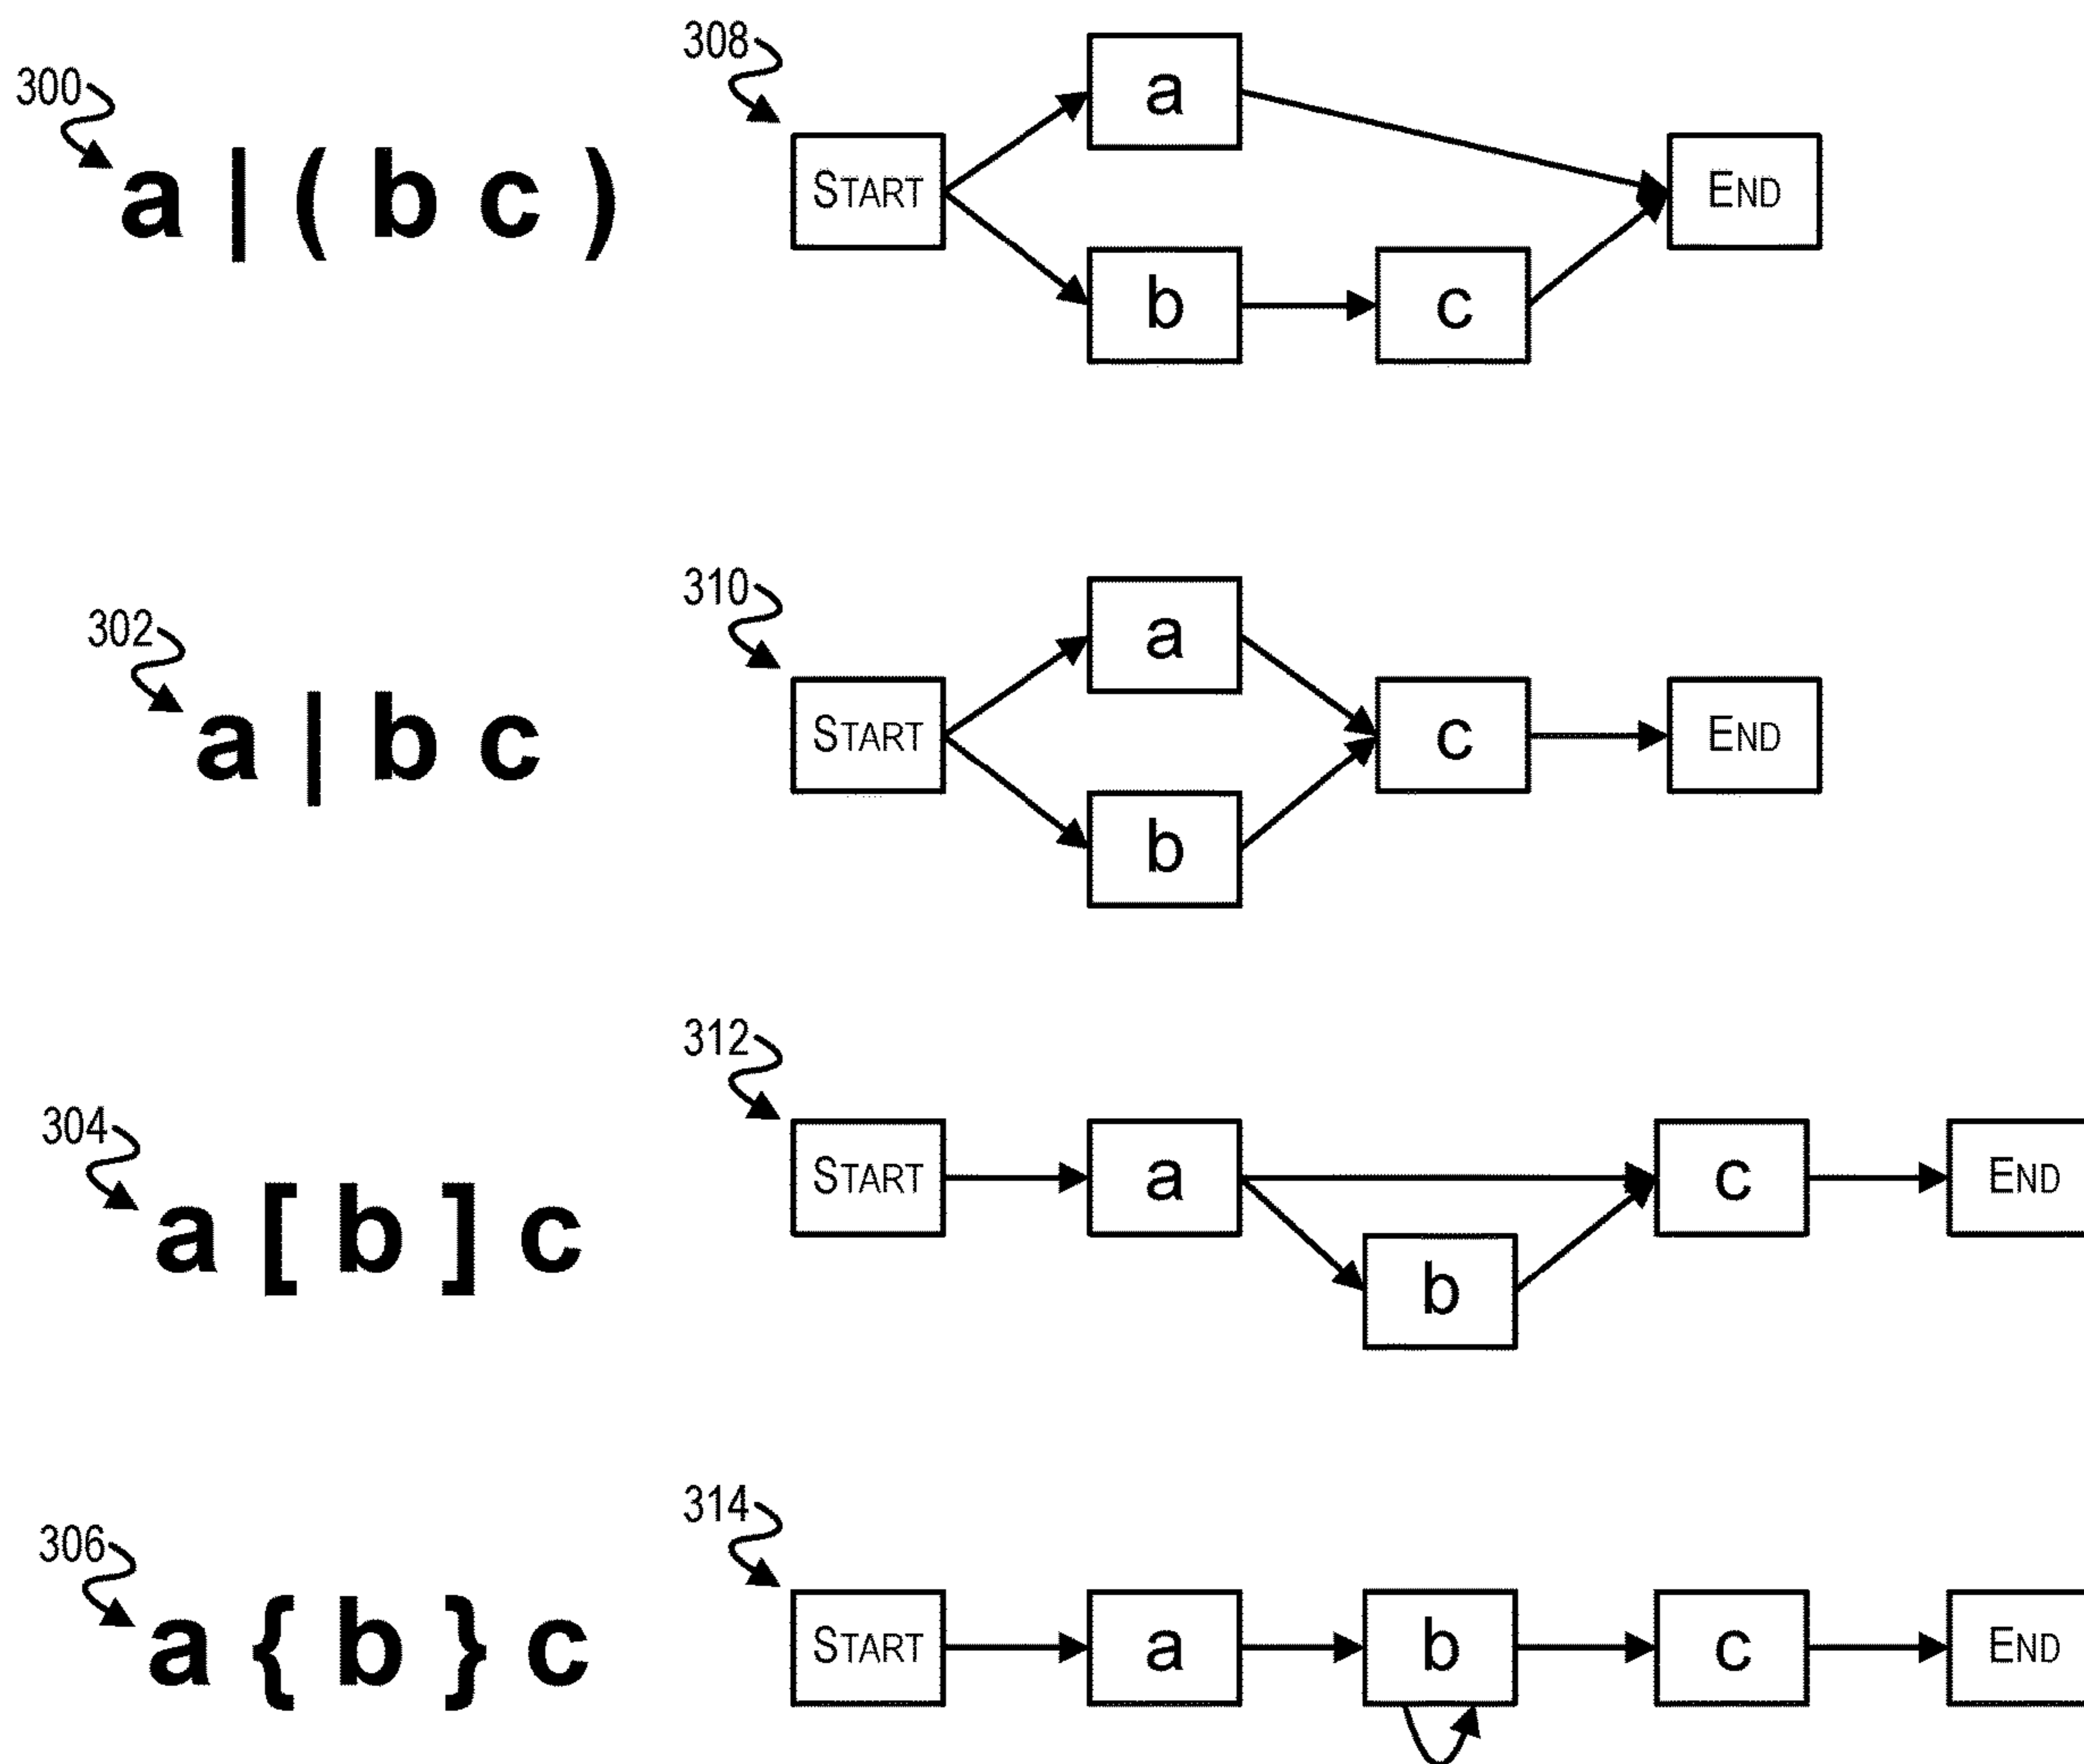 300
a | ( b c )
308
START
a
b
c
END
302
a | b c
310
START
a
b
c
END
304
a [ b ] c
312
START
a
b
c
END
306
a { b } c
314
START
a
b
c
END